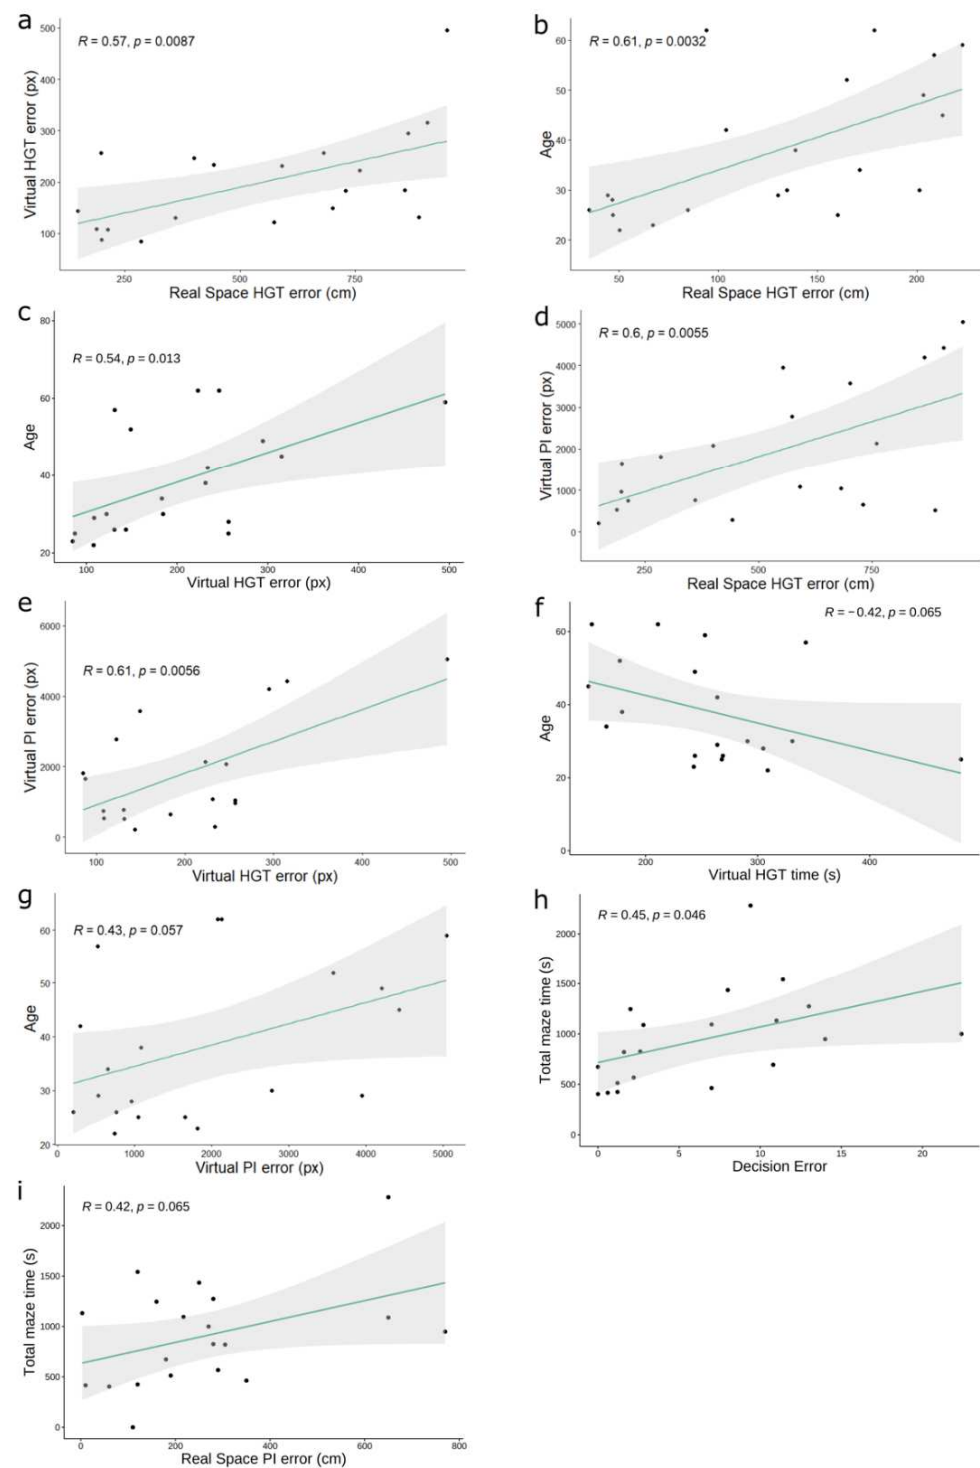 a
R = 0.57, p = 0.0087
500
400
300
200
100
Virtual HGT error (px)
250
500
750
Real Space HGT error (cm)
b
R = 0.61, p = 0.0032
60
50
40
30
20
Age
50
100
150
200
Real Space HGT error (cm)
c
R = 0.54, p = 0.013
80
60
40
20
Age
100
200
300
400
500
Virtual HGT error (px)
d
R = 0.6, p = 0.0055
5000
4000
3000
2000
1000
0
Virtual PI error (px)
250
500
750
Real Space HGT error (cm)
e
R = 0.61, p = 0.0056
6000
4000
2000
0
Virtual PI error (px)
100
200
300
400
500
Virtual HGT error (px)
f
R = −0.42, p = 0.065
60
40
20
0
Age
200
300
400
Virtual HGT time (s)
g
R = 0.43, p = 0.057
60
50
40
30
20
Age
0
1000
2000
3000
4000
5000
Virtual PI error (px)
h
R = 0.45, p = 0.046
2000
1500
1000
500
0
Total maze time (s)
0
5
10
15
20
Decision Error
i
R = 0.42, p = 0.065
2000
1500
1000
500
0
Total maze time (s)
0
200
400
600
800
Real Space PI error (cm)